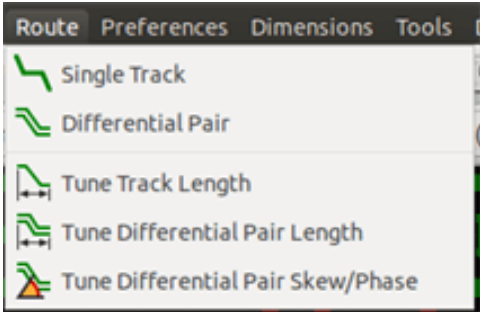 Route Preferences Dimensions Tools
Single Track
Differential Pair
Tune Track Length
Tune Differential Pair Length
Tune Differential Pair Skew/Phase